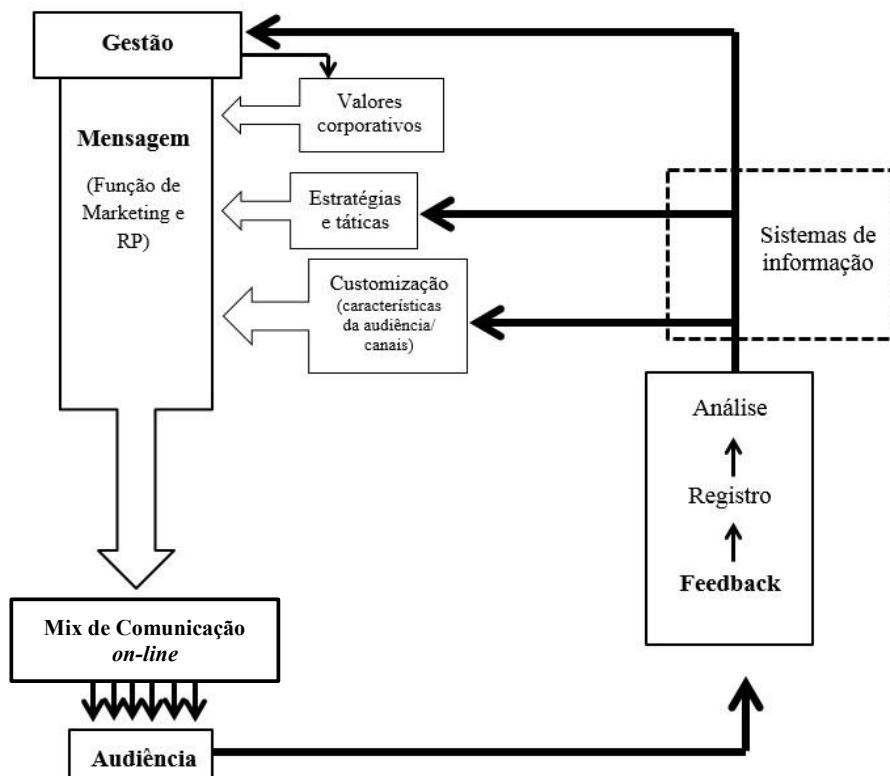 Gestão
Mensagem
(Função de
Marketing e
RP)
Valores
corporativos
Estratégias
e táticas
Customização
(características
da audiência/
canais)
Sistemas de
informação
Análise
Registro
Feedback
Mix de Comunicação
on-line
Audiência